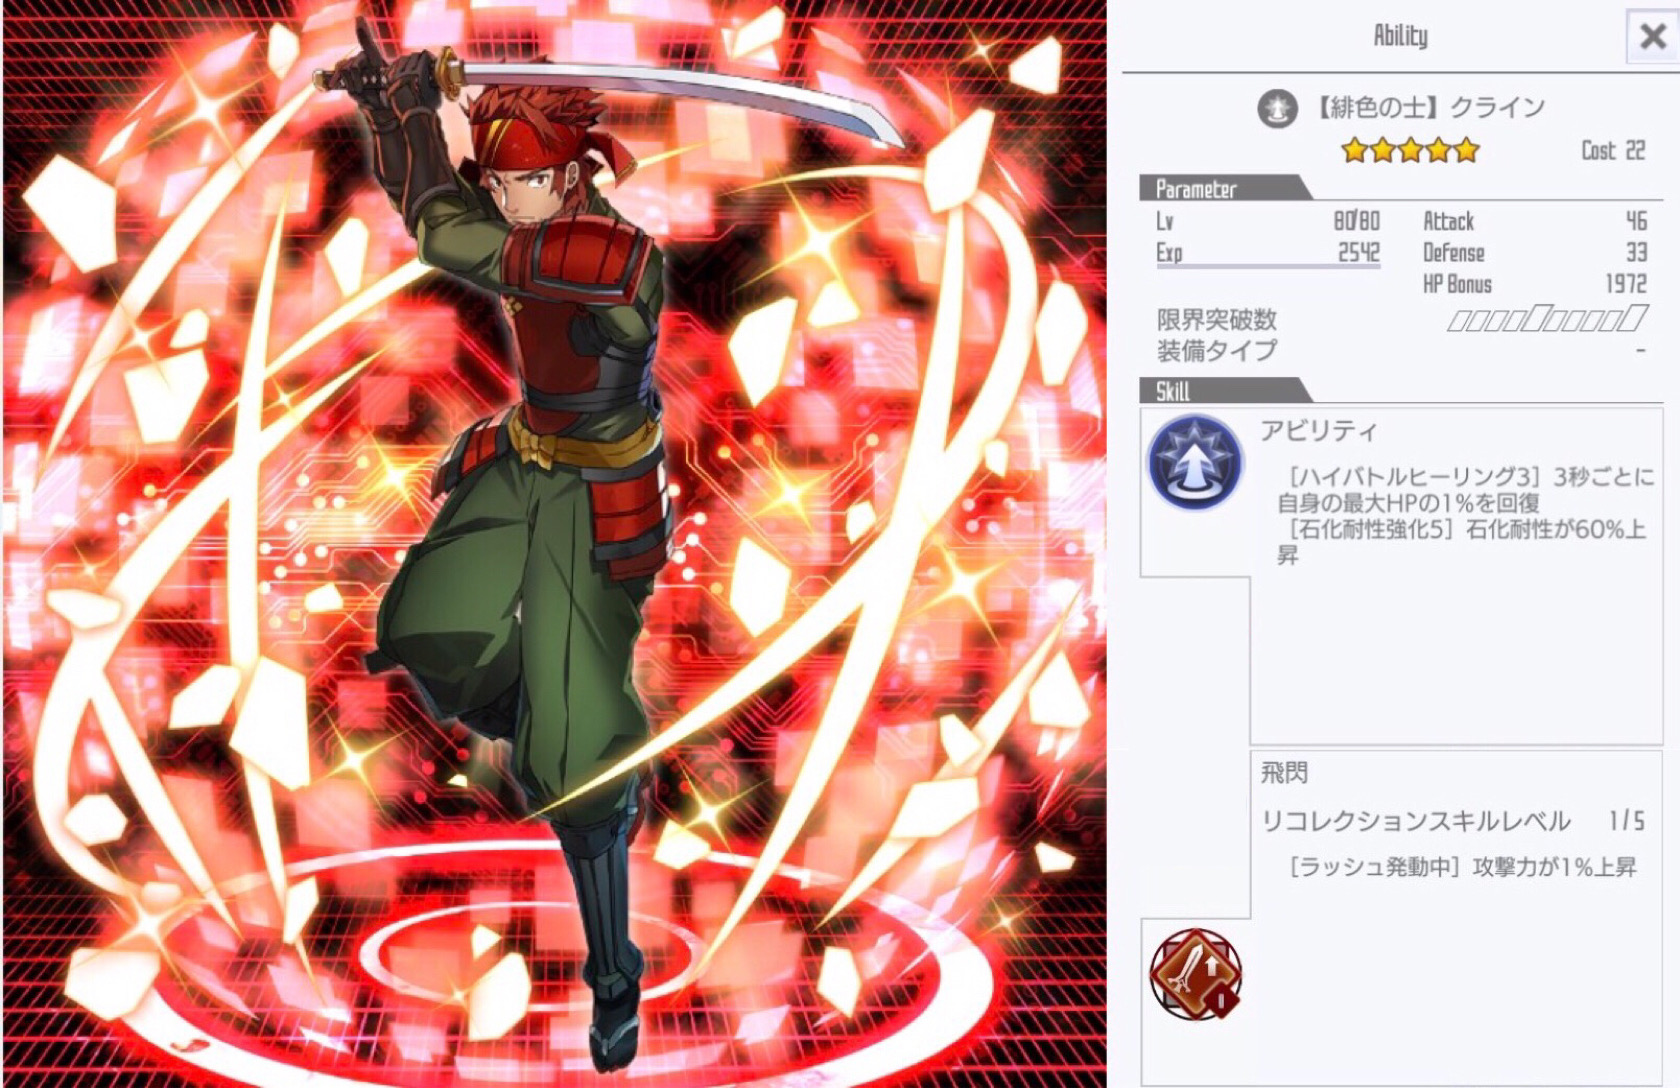 Ability
【緋色の士】クライン
Cost 22
Parameter
Lv 80/80 Attack 46
Exp 2542 Defense 33
HP Bonus 1972
限界突破数
装備タイプ -
Skill
アビリティ
［ハイバトルヒーリング3］3秒ごとに
自身の最大HPの1%を回復
［石化耐性強化5］石化耐性が60%上
昇
飛閃
リコレクションスキルレベル 1/5
［ラッシュ発動中］攻撃力が1%上昇
I